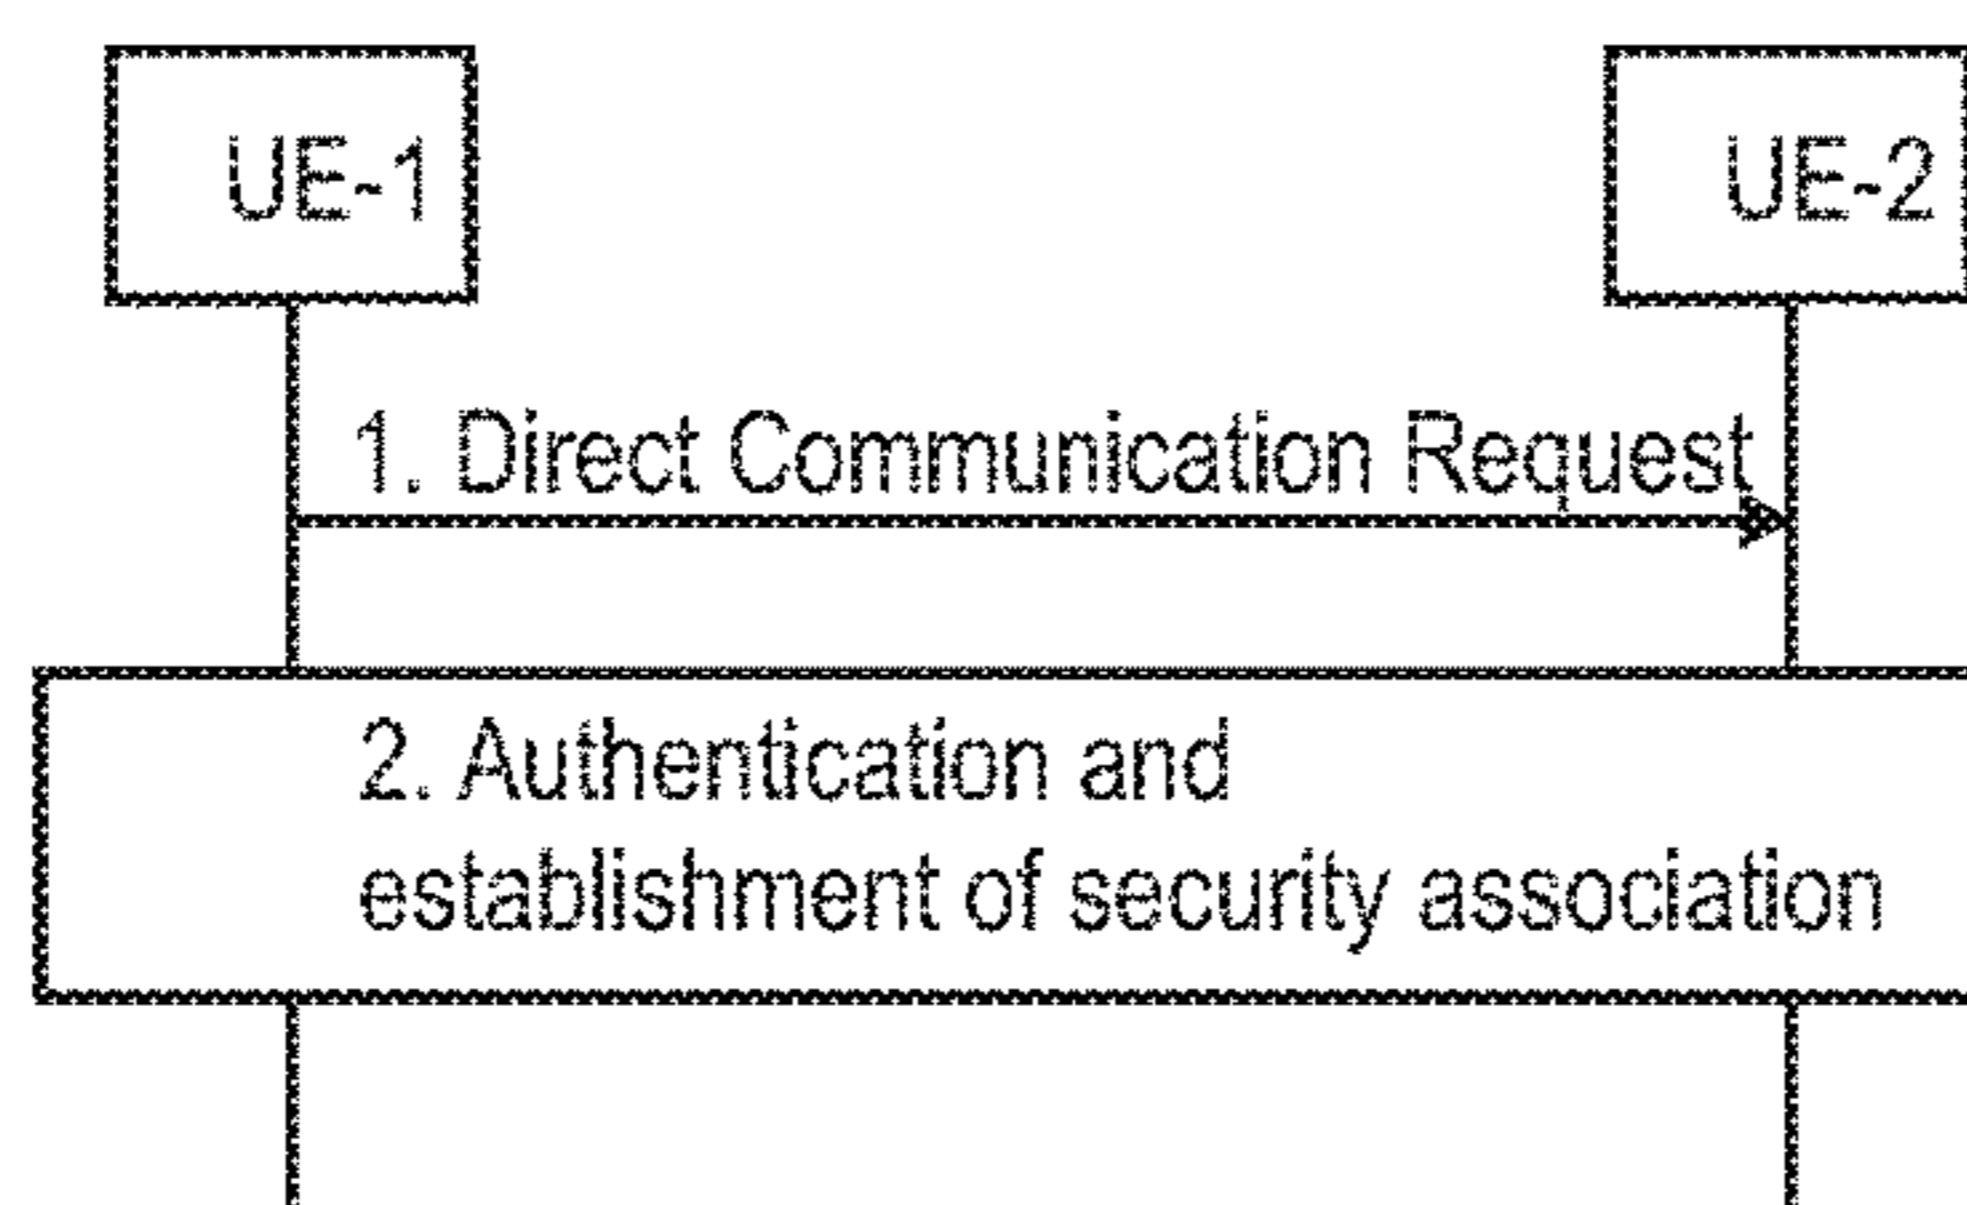 UE-1
UE-2
1. Direct Communication Request
2. Authentication and
establishment of security association